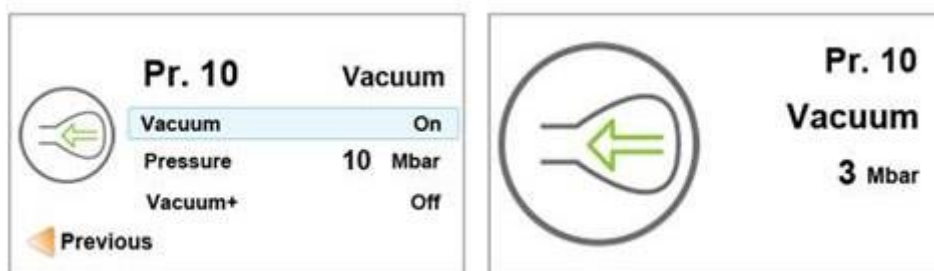 Pr. 10
Vacuum
Vacuum On
Pressure 10 Mbar
Vacuum+ Off
Previous
Pr. 10
Vacuum
3 Mbar